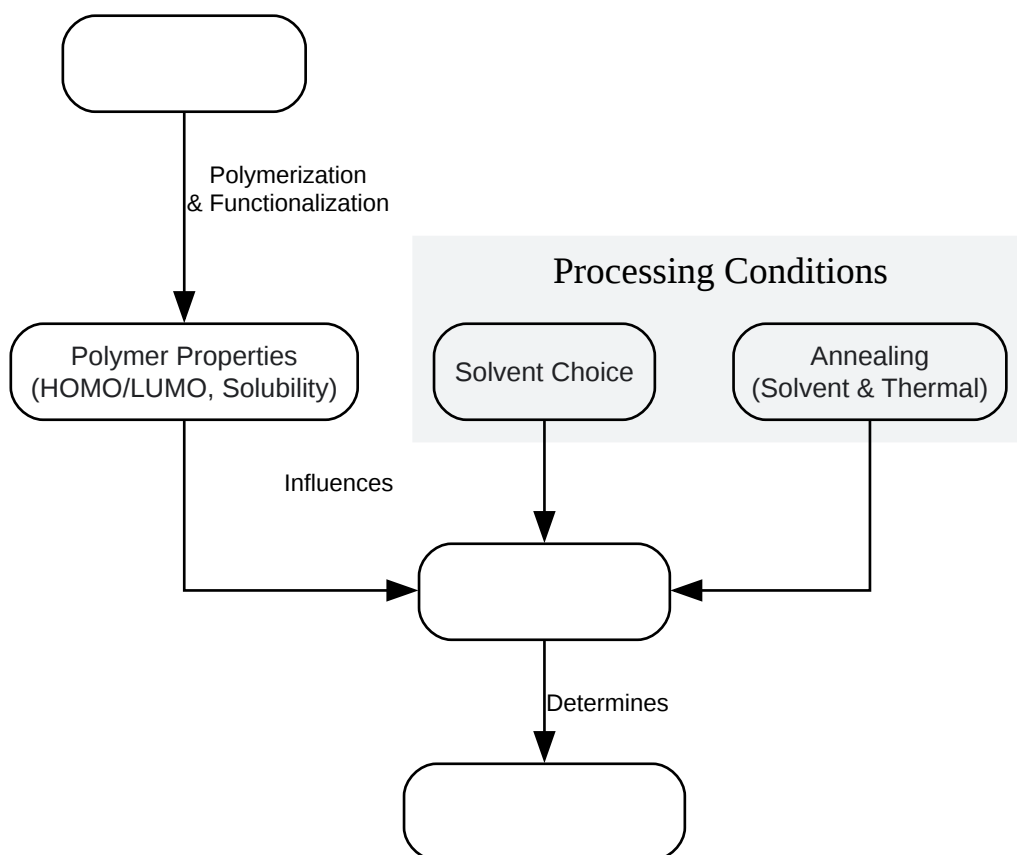 Polymerization
& Functionalization
Processing Conditions
Polymer Properties
(HOMO/LUMO, Solubility)
Solvent Choice
Annealing
(Solvent & Thermal)
Influences
Determines